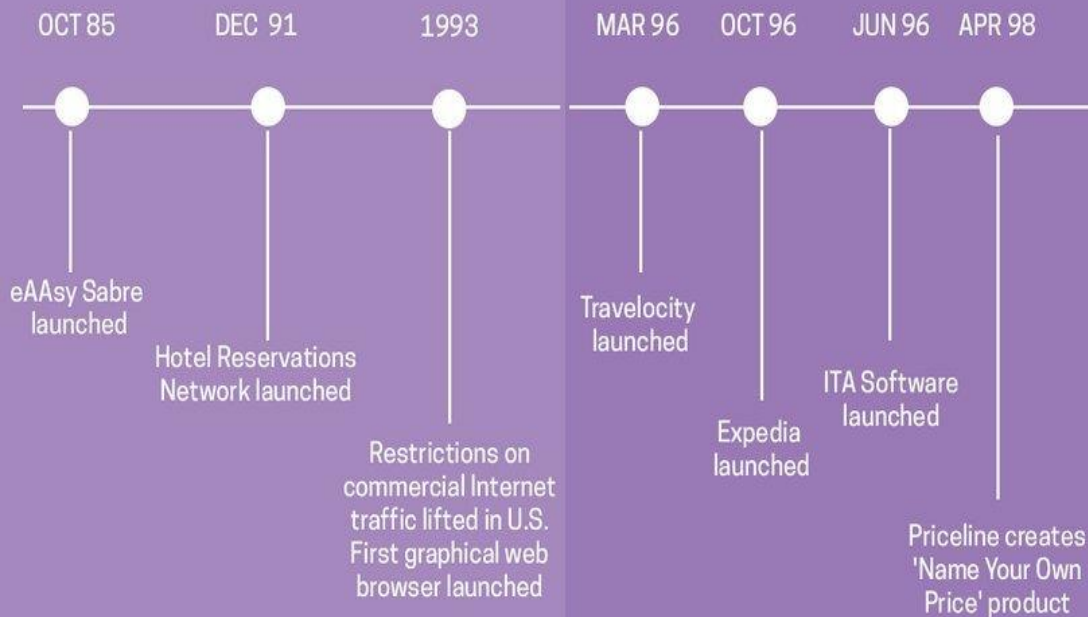 OCT 85
DEC 91
1993
MAR 96
OCT 96
JUN 96
APR 98
eAAsy Sabre
launched
Hotel Reservations
Network launched
Restrictions on
commercial Internet
traffic lifted in U.S.
First graphical web
browser launched
Travelocity
launched
Expedia
launched
ITA Software
launched
Priceline creates
'Name Your Own
Price' product